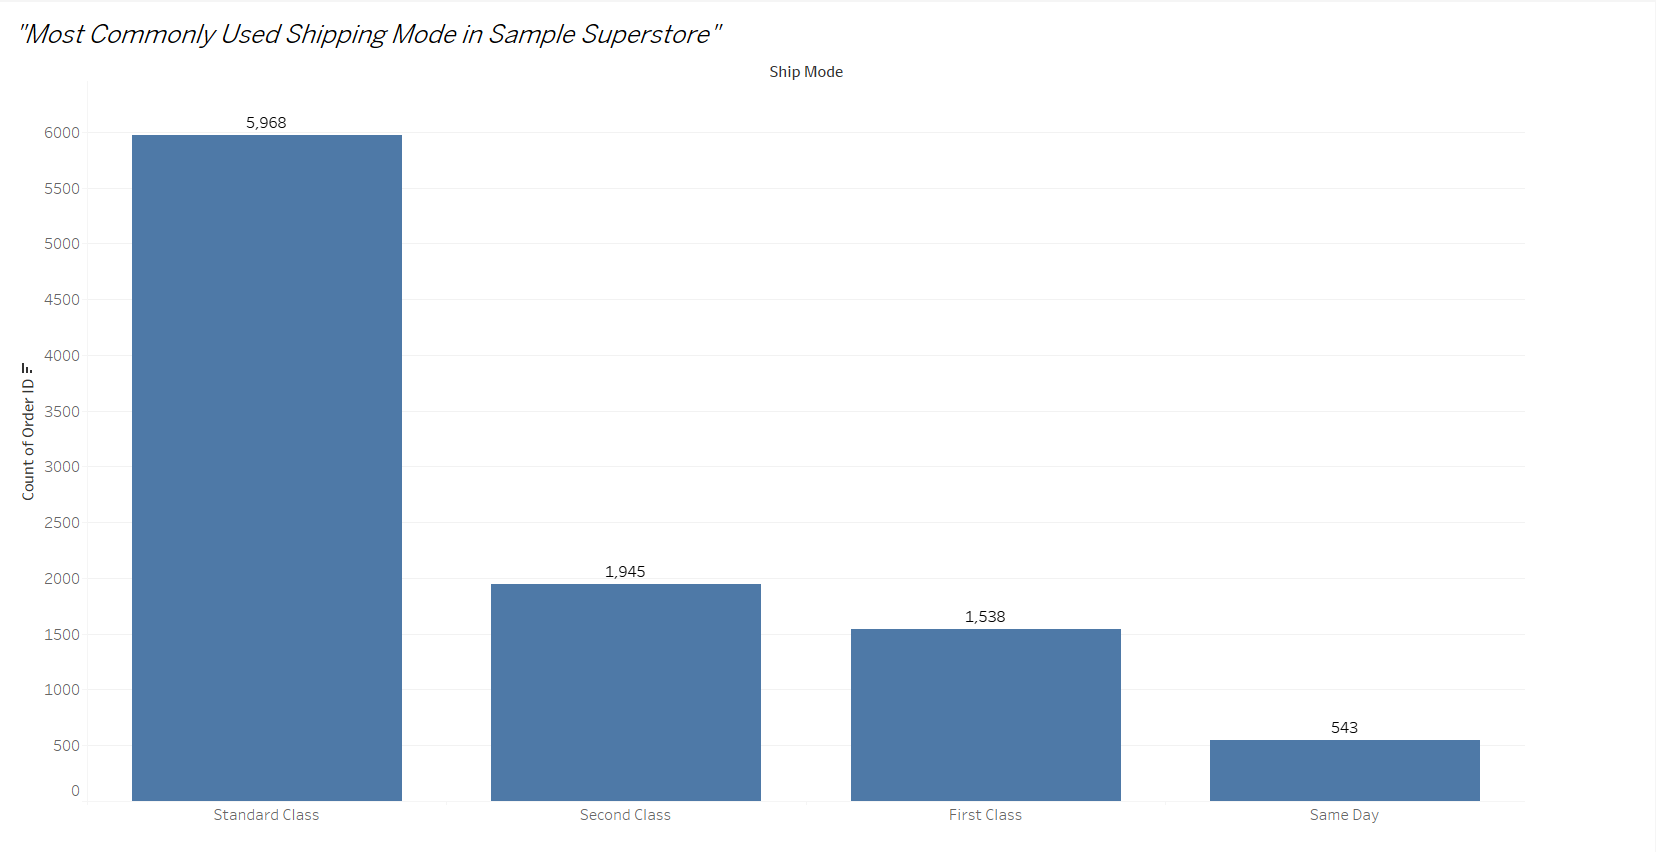 "Most Commonly Used Shipping Mode in Sample Superstore"
Ship Mode
Count of Order ID
6000
5500
5000
4500
4000
3500
3000
2500
2000
1500
1000
500
0
5,968
1,945
1,538
543
Standard Class
Second Class
First Class
Same Day